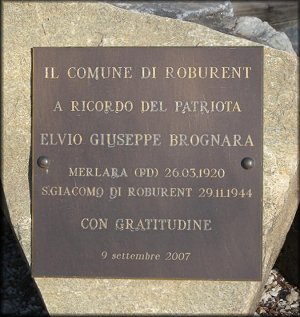 IL COMUNE DI ROBURENT
A RICORDO DEL PATRIOTA
ELVIO GIUSEPPE BROGNARA
MERLARA (PD) 26.03.1920
S.GIACOMO DI ROBURENT 29.11.1944
CON GRATITUDINE
9 settembre 2007